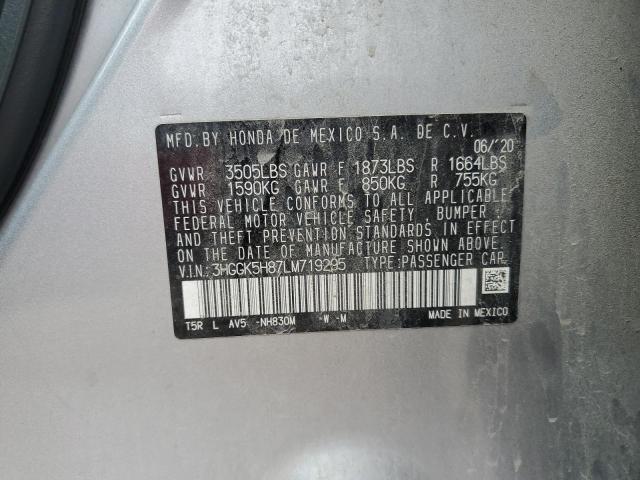 MFD. BY HONDA DE MEXICO S.A. DE C.V.
06/'20
GVWR 3505LBS GAWR F 1873LBS R 1664LBS
GVWR 1590KG GAWR F 850KG R 755KG
THIS VEHICLE CONFORMS TO ALL APPLICABLE
FEDERAL MOTOR VEHICLE SAFETY, BUMPER,
AND THEFT PREVENTION STANDARDS IN EFFECT
ON THE DATE OF MANUFACTURE SHOWN ABOVE.
V.I.N.: 3HGGK5H87LM719295 TYPE:PASSENGER CAR
T5R L AV5 -NH830M -W -M MADE IN MEXICO